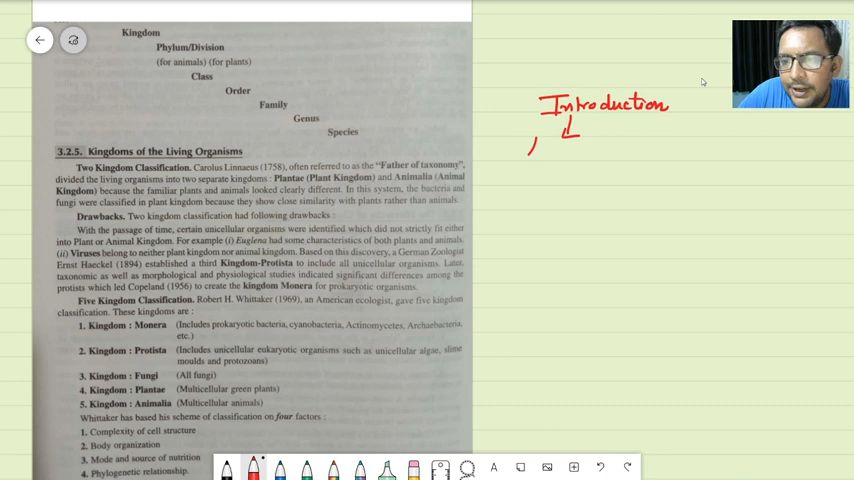 Kingdom
Phylum/Division
(for animals) (for plants)
Class
Order
Family
Genus
Species
Introduction
3.2.5. Kingdoms of the Living Organisms
Two Kingdom Classification. Carolus Linnaeus (1758), often referred to as the "Father of taxonomy",
divided the living organisms into two separate kingdoms : Plantae (Plant Kingdom) and Animalia (Animal
Kingdom) because the familiar plants and animals looked clearly different. In this system, the bacteria and
fungi were classified in plant kingdom because they show close similarity with plants rather than animals.
Drawbacks. Two kingdom classification had following drawbacks :
With the passage of time, certain unicellular organisms were identified which did not strictly fit either
into Plant or Animal Kingdom. For example (i) Euglena had some characteristics of both plants and animals.
(ii) Viruses belong to neither plant kingdom nor animal kingdom. Based on this discovery, a German Zoologist
Ernst Haeckel (1894) established a third Kingdom-Protista to include all unicellular organisms. Later,
taxonomic as well as morphological and physiological studies indicated significant differences among the
protists which led Copeland (1956) to create the kingdom Monera for prokaryotic organisms.
Five Kingdom Classification. Robert H. Whittaker (1969), an American ecologist, gave five kingdom
classification. These kingdoms are :
1. Kingdom : Monera (Includes prokaryotic bacteria, cyanobacteria, Actinomycetes, Archaebacteria,
etc.)
2. Kingdom : Protista (Includes unicellular eukaryotic organisms such as unicellular algae, slime
moulds and protozoans)
3. Kingdom : Fungi (All fungi)
4. Kingdom : Plantae (Multicellular green plants)
5. Kingdom : Animalia (Multicellular animals)
Whittaker has based his scheme of classification on four factors :
1. Complexity of cell structure
2. Body organization
3. Mode and source of nutrition
4. Phylogenetic relationship.
A